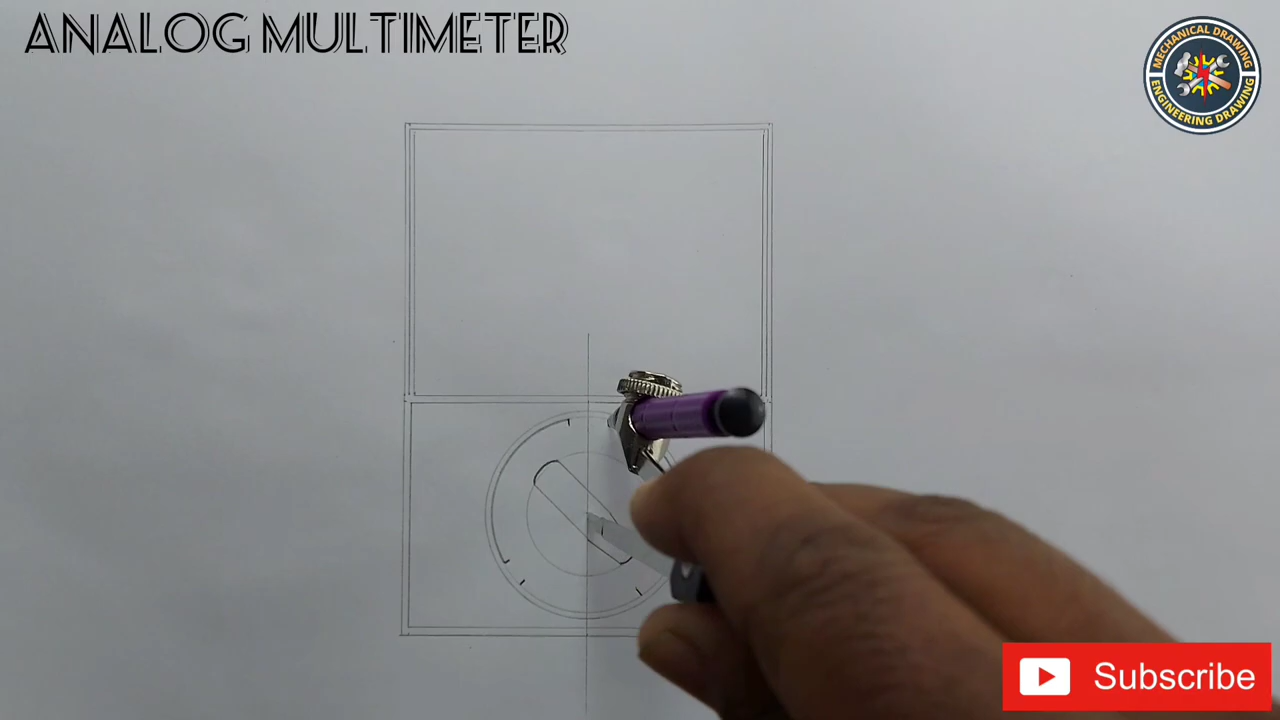 ANALOG MULTIMETER
MECHANICAL DRAWING
ENGINEERING DRAWING
Subscribe